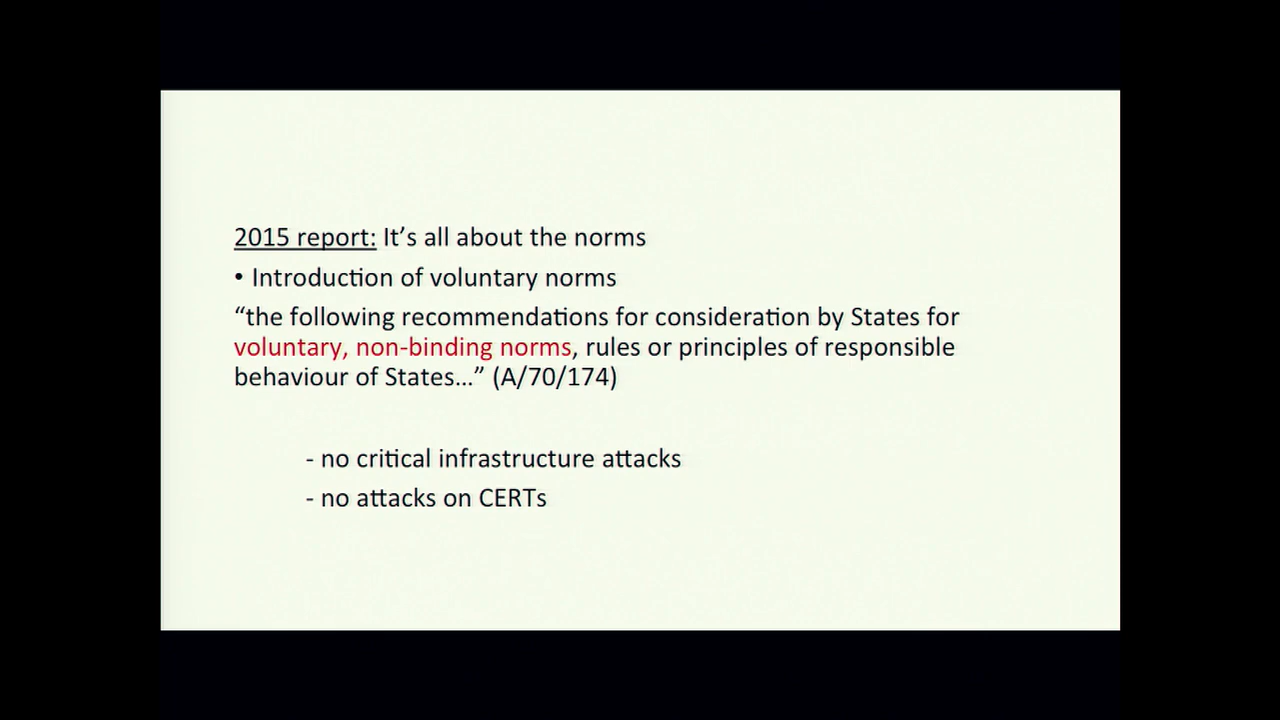 2015 report: It’s all about the norms
• Introduction of voluntary norms
“the following recommendations for consideration by States for
voluntary, non-binding norms, rules or principles of responsible
behaviour of States…” (A/70/174)
- no critical infrastructure attacks
- no attacks on CERTs